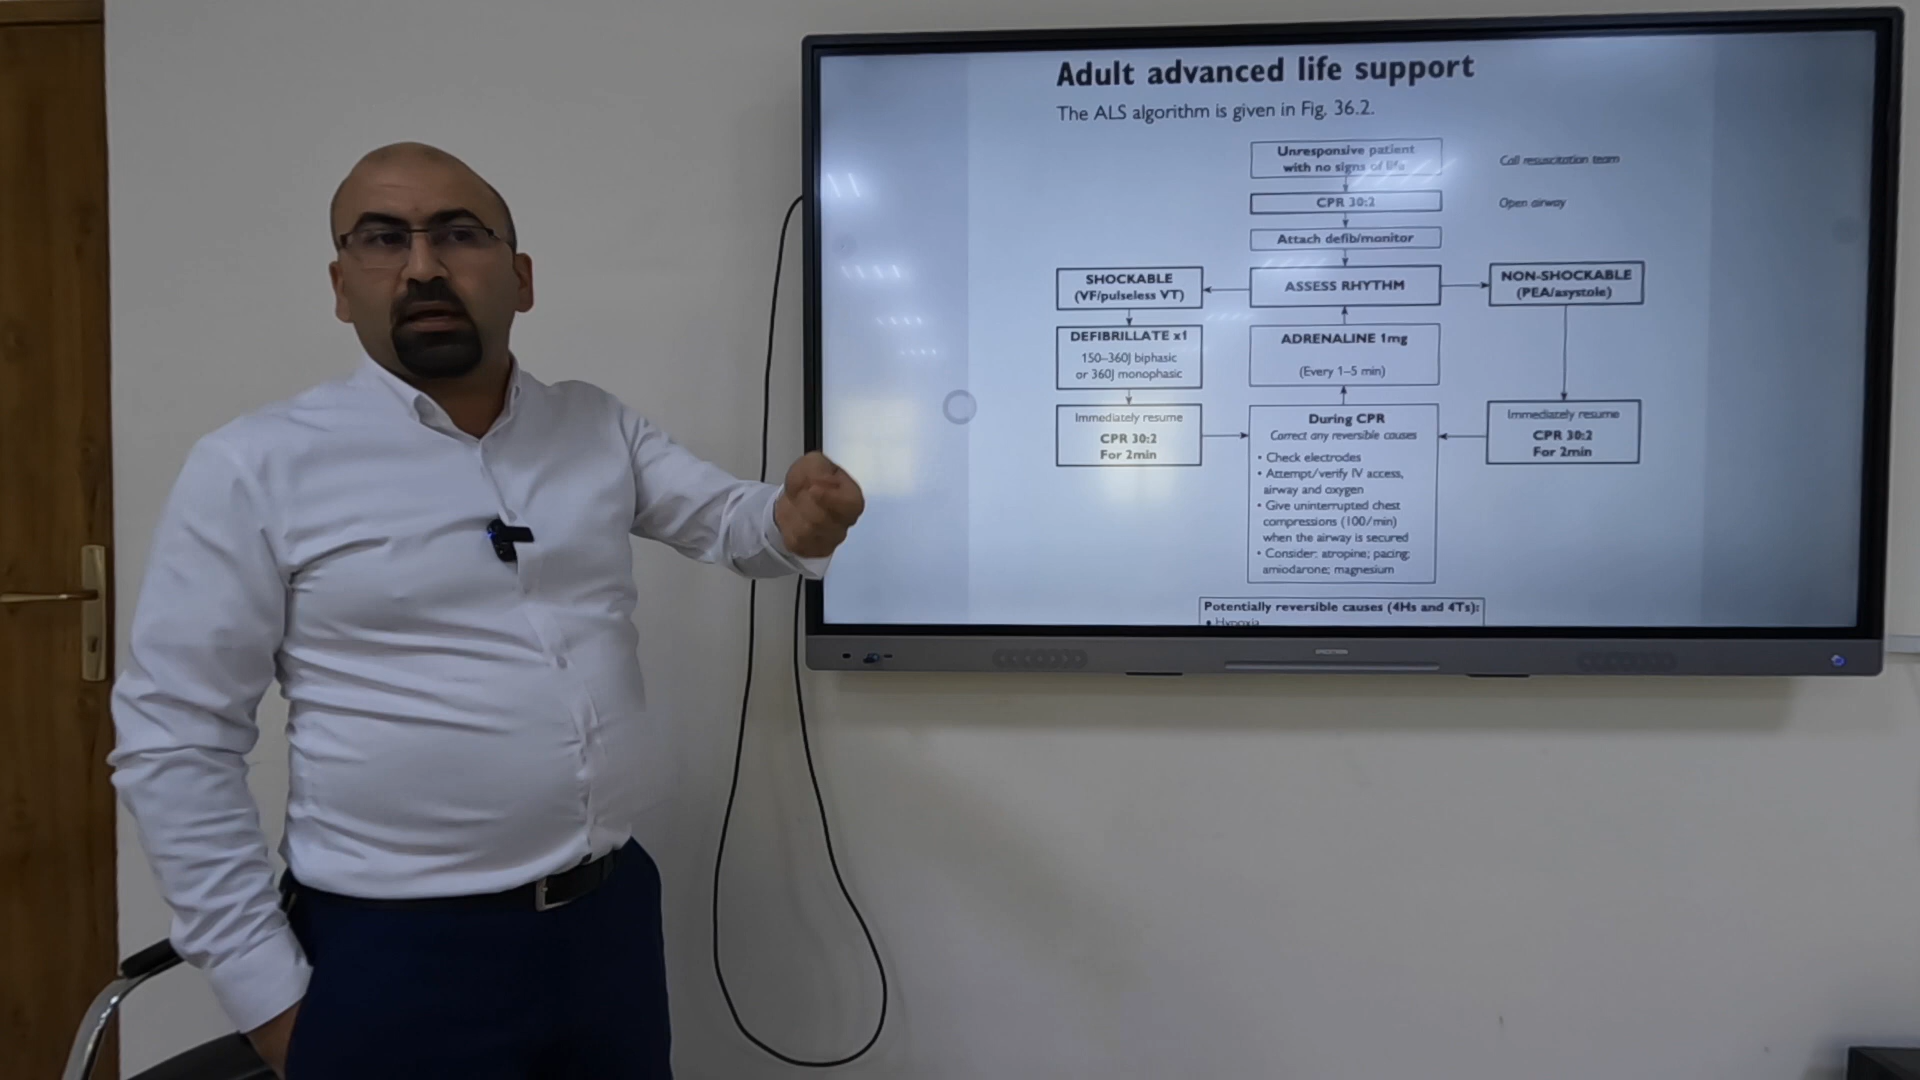 Adult advanced life support
The ALS algorithm is given in Fig. 36.2.
Unresponsive patient
with no signs of life
Call resuscitation team
CPR 30:2
Open airway
Attach defib/monitor
SHOCKABLE
(VF/pulseless VT)
ASSESS RHYTHM
NON-SHOCKABLE
(PEA/asystole)
DEFIBRILLATE x1
150–360J biphasic
or 360J monophasic
ADRENALINE 1mg
(Every 1–5 min)
Immediately resume
CPR 30:2
For 2min
During CPR
Correct any reversible causes
• Check electrodes
• Attempt/verify IV access,
airway and oxygen
• Give uninterrupted chest
compressions (100/min)
when the airway is secured
• Consider: atropine; pacing;
amiodarone; magnesium
Immediately resume
CPR 30:2
For 2min
Potentially reversible causes (4Hs and 4Ts):
• Hypoxia